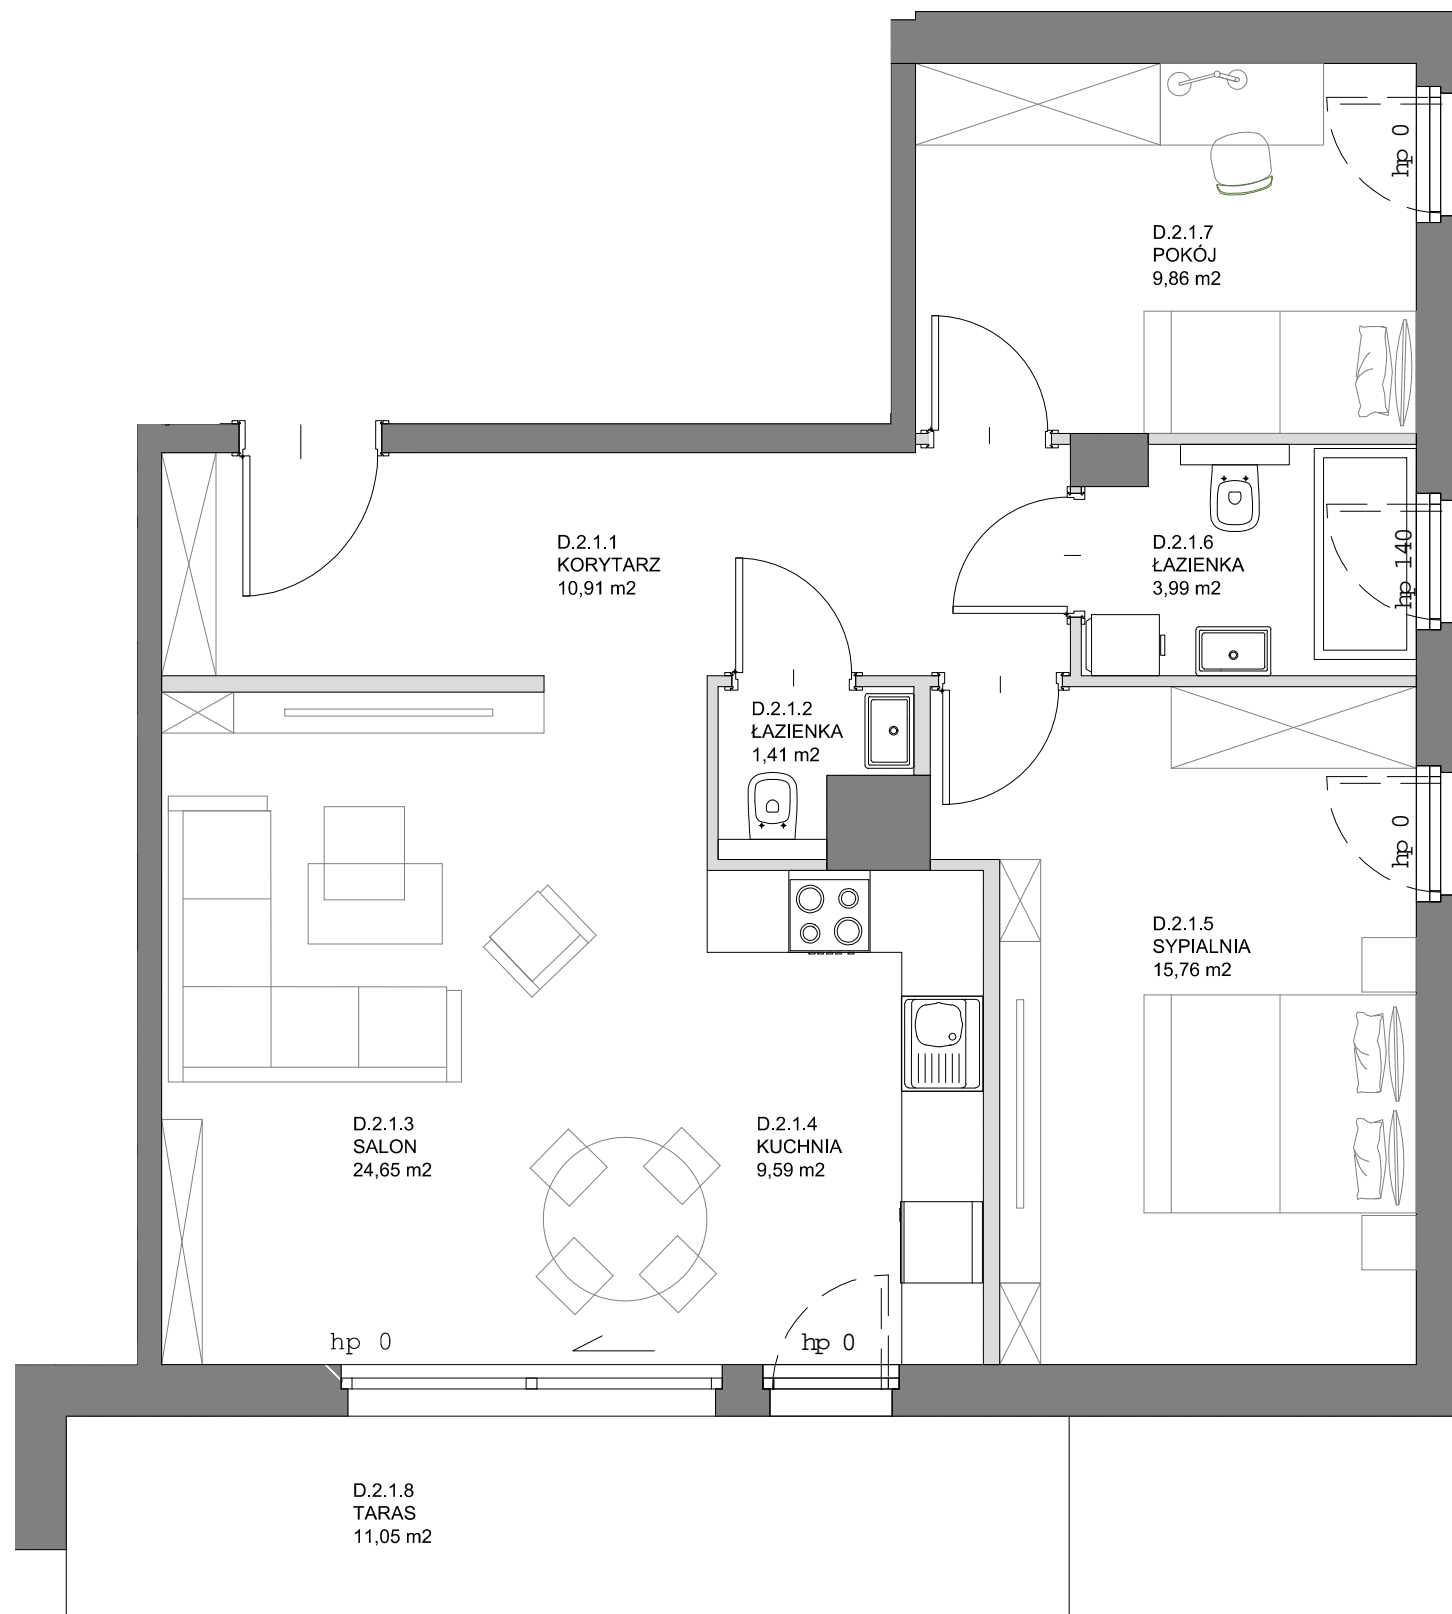 D.2.1.7
POKÓJ
9,86 m2
hp 0
D.2.1.1
KORYTARZ
10,91 m2
D.2.1.6
ŁAZIENKA
3,99 m2
hp 140
D.2.1.2
ŁAZIENKA
1,41 m2
hp 0
D.2.1.5
SYPIALNIA
15,76 m2
D.2.1.3
SALON
24,65 m2
D.2.1.4
KUCHNIA
9,59 m2
hp 0
hp 0
D.2.1.8
TARAS
11,05 m2